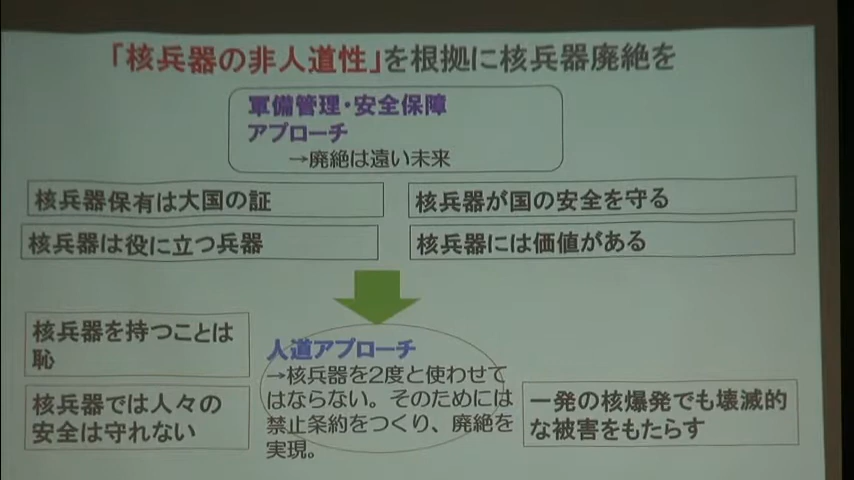 「核兵器の非人道性」を根拠に核兵器廃絶を
軍備管理・安全保障
アプローチ
→廃絶は遠い未来
核兵器保有は大国の証
核兵器が国の安全を守る
核兵器は役に立つ兵器
核兵器には価値がある
核兵器を持つことは
恥
人道アプローチ
→核兵器を2度と使わせて
はならない。そのためには
禁止条約をつくり、廃絶を
実現。
核兵器では人々の
安全は守れない
一発の核爆発でも壊滅的
な被害をもたらす